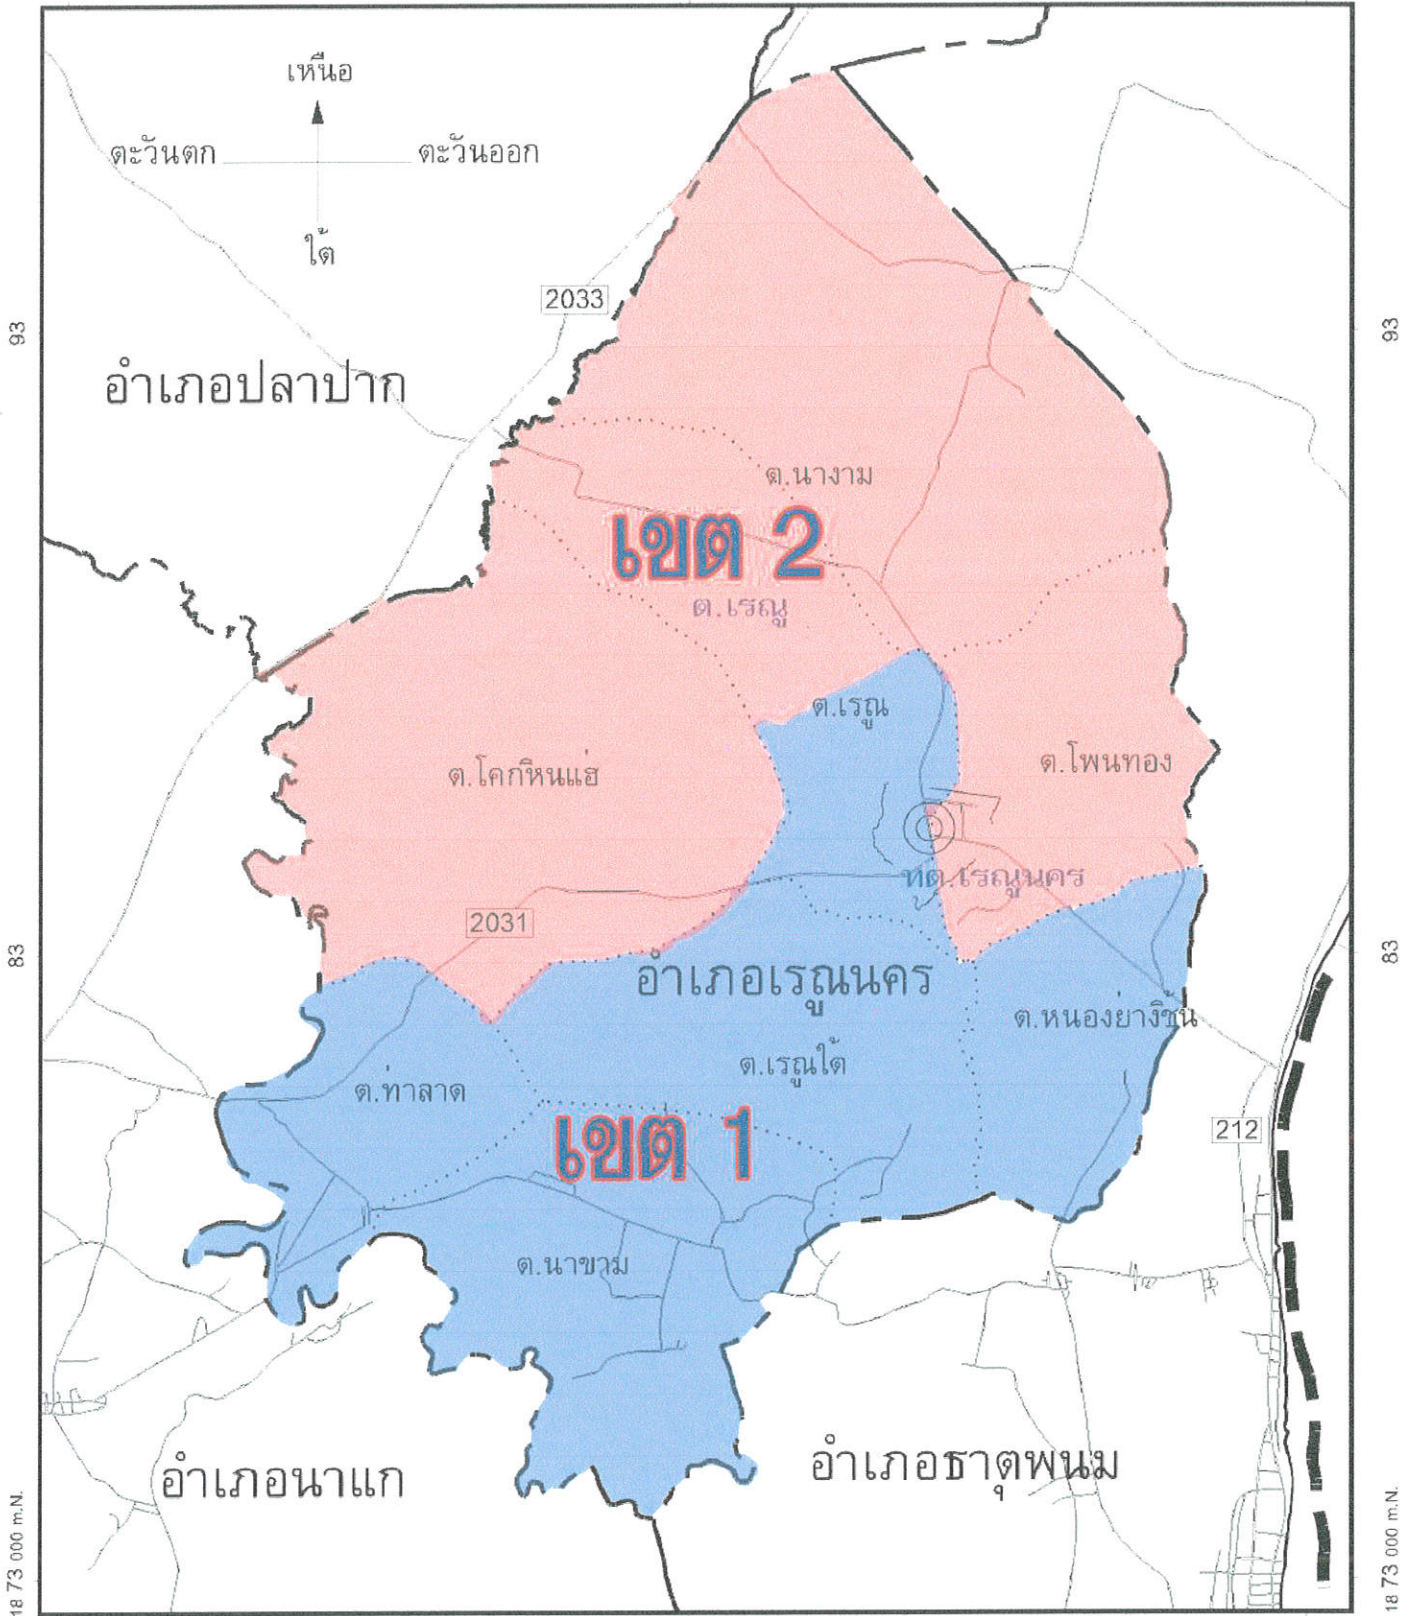 เหนือ
ตะวันตก
ตะวันออก
ใต้
2033
93
93
อำเภอปลาปาก
ต.นางาม
เขต 2
ต.เรณู
ต.เรณู
ต.โคกหินแฮ่
ต.โพนทอง
ทต.เรณูนคร
2031
83
83
อำเภอเรณูนคร
ต.หนองย่างชิ้น
ต.เรณูใต้
ต.ท่าลาด
212
เขต 1
ต.นาขาม
อำเภอธาตุพนม
อำเภอนาแก
18 73 000 m.N.
18 73 000 m.N.